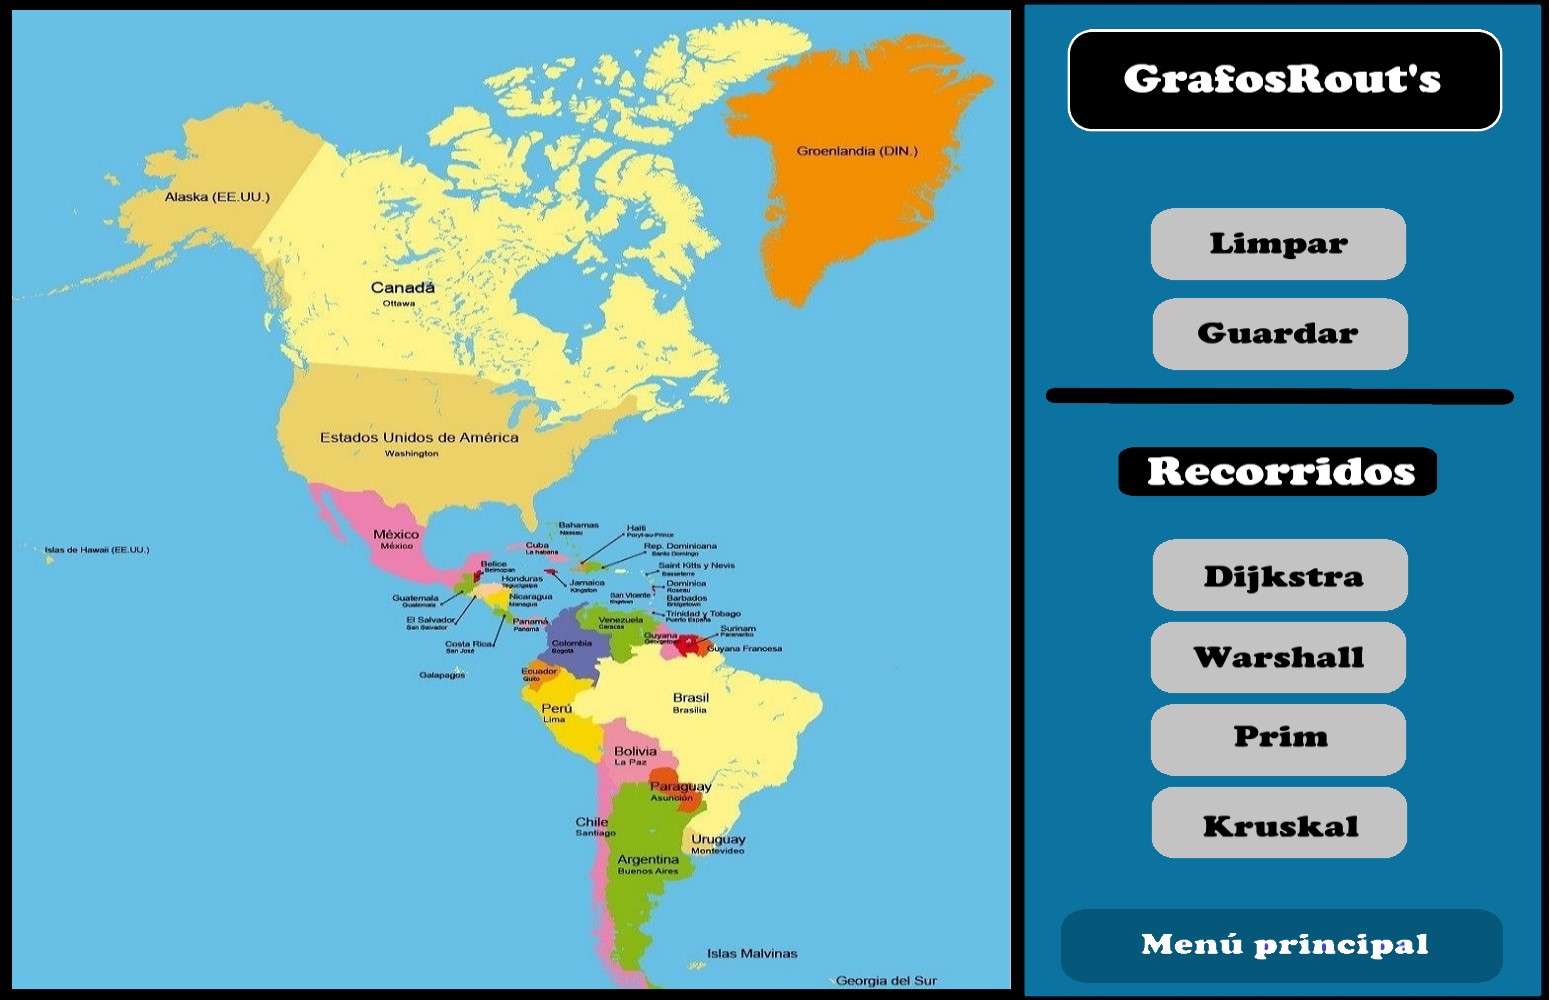 GrafosRout's
Limpar
Guardar
Recorridos
Dijkstra
Warshall
Prim
Kruskal
Menú principal
Groenlandia (DIN.)
Alaska (EE.UU.)
Canadá
Ottawa
Estados Unidos de América
Washington
México
México
Islas de Hawaii (EE.UU.)
Bahamas
Nassau
Cuba
La habana
Haiti
Port-au-Prince
Rep. Dominicana
Santo Domingo
Saint Kitts y Nevis
Basseterre
Belice
Belmopan
Honduras
Tegucigalpa
Jamaica
Kingston
Dominica
Roseau
San Vicente
Kingstown
Barbados
Bridgetown
Guatemala
Guatemala
Nicaragua
Managua
El Salvador
San Salvador
Trinidad y Tobago
Puerto España
Panamá
Panamá
Costa Rica
San José
Venezuela
Caracas
Colombia
Bogotá
Guyana
Georgetown
Surinam
Paramaribo
Guyana Francesa
Galapagos
Ecuador
Quito
Perú
Lima
Brasil
Brasilia
Bolivia
La Paz
Paraguay
Asunción
Chile
Santiago
Uruguay
Montevideo
Argentina
Buenos Aires
Islas Malvinas
Georgia del Sur